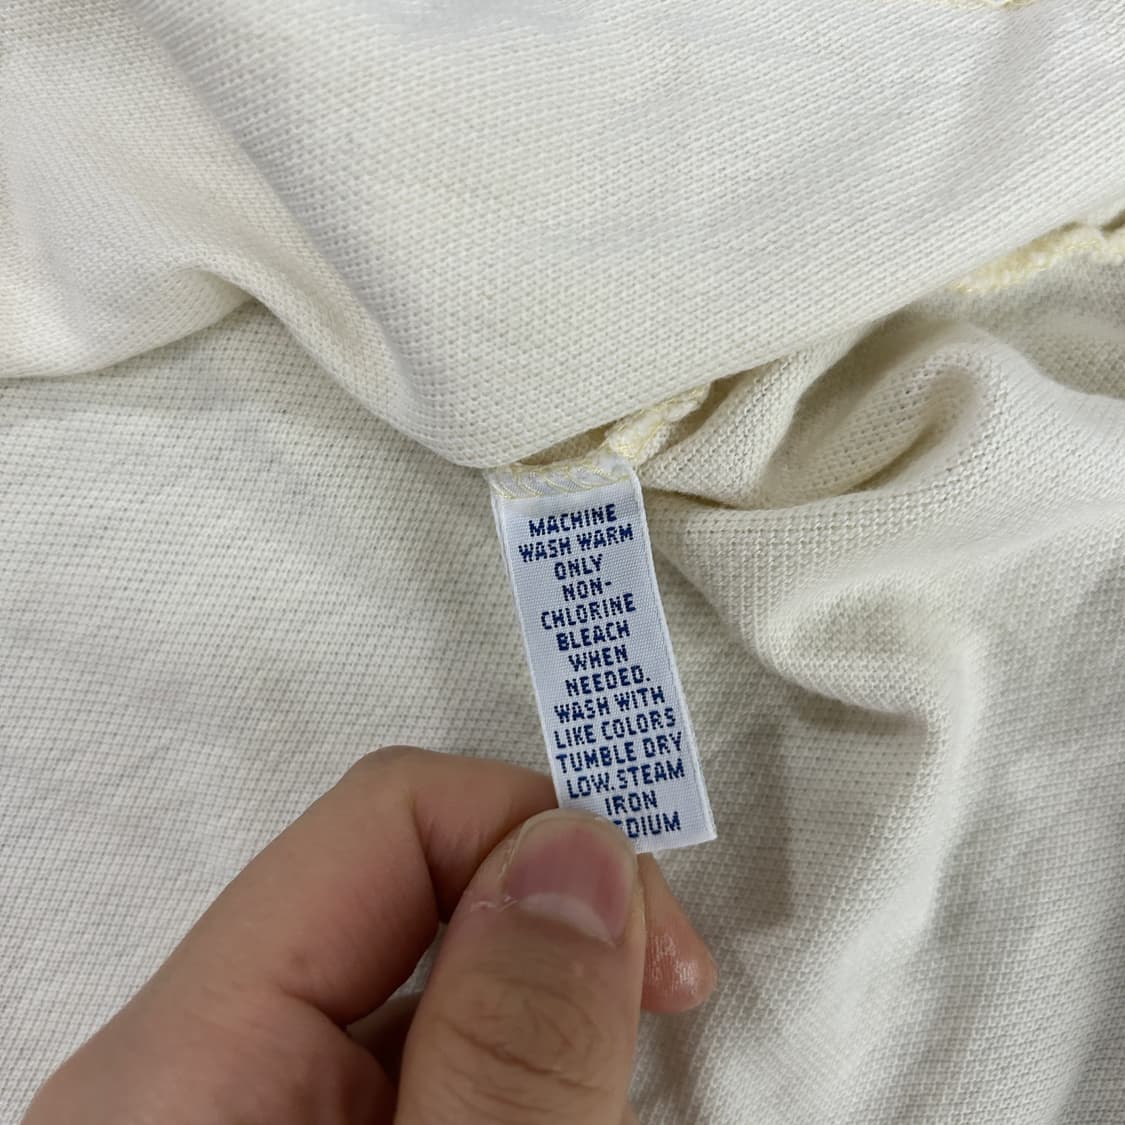 MACHINE
WASH WARM
ONLY
NON-
CHLORINE
BLEACH
WHEN
NEEDED.
WASH WITH
LIKE COLORS
TUMBLE DRY
LOW. STEAM
IRON